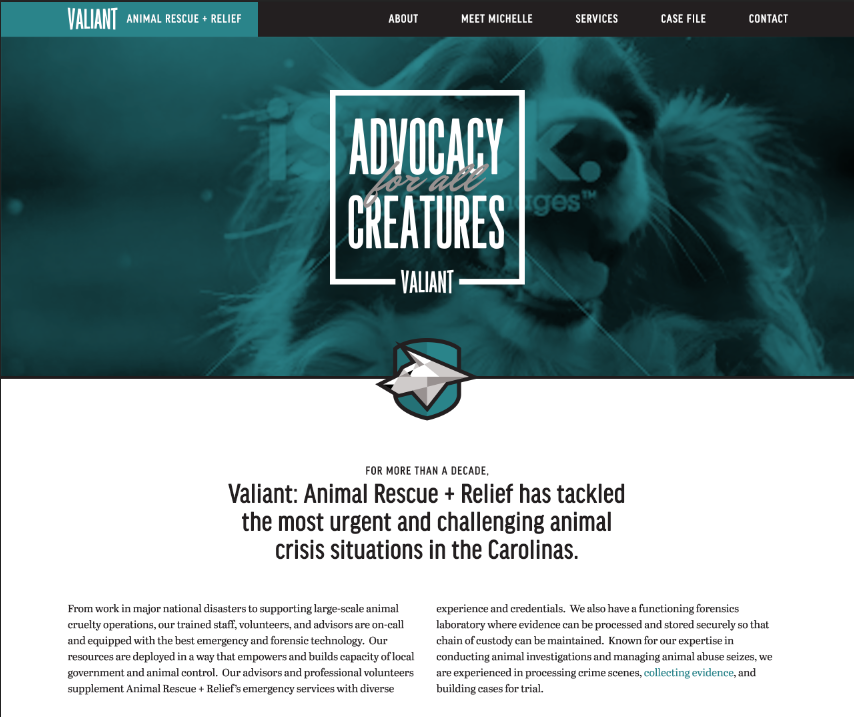 VALIANT ANIMAL RESCUE + RELIEF
ABOUT MEET MICHELLE SERVICES CASE FILE CONTACT
ADVOCACY
for all
CREATURES
VALIANT
FOR MORE THAN A DECADE,
Valiant: Animal Rescue + Relief has tackled
the most urgent and challenging animal
crisis situations in the Carolinas.
From work in major national disasters to supporting large-scale animal
cruelty operations, our trained staff, volunteers, and advisors are on-call
and equipped with the best emergency and forensic technology. Our
resources are deployed in a way that empowers and builds capacity of local
government and animal control. Our advisors and professional volunteers
supplement Animal Rescue + Relief's emergency services with diverse
experience and credentials. We also have a functioning forensics
laboratory where evidence can be processed and stored securely so that
chain of custody can be maintained. Known for our expertise in
conducting animal investigations and managing animal abuse seizes, we
are experienced in processing crime scenes, collecting evidence, and
building cases for trial.